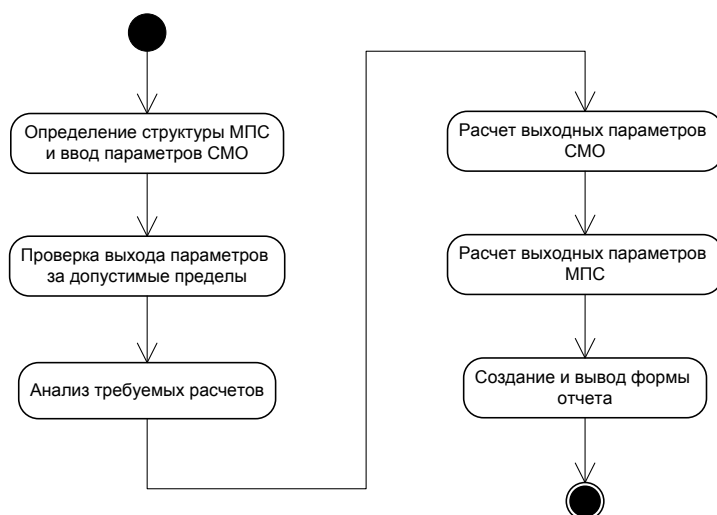 Определение структуры МПС
и ввод параметров СМО
Проверка выхода параметров
за допустимые пределы
Анализ требуемых расчетов
Расчет выходных параметров
СМО
Расчет выходных параметров
МПС
Создание и вывод формы
отчета